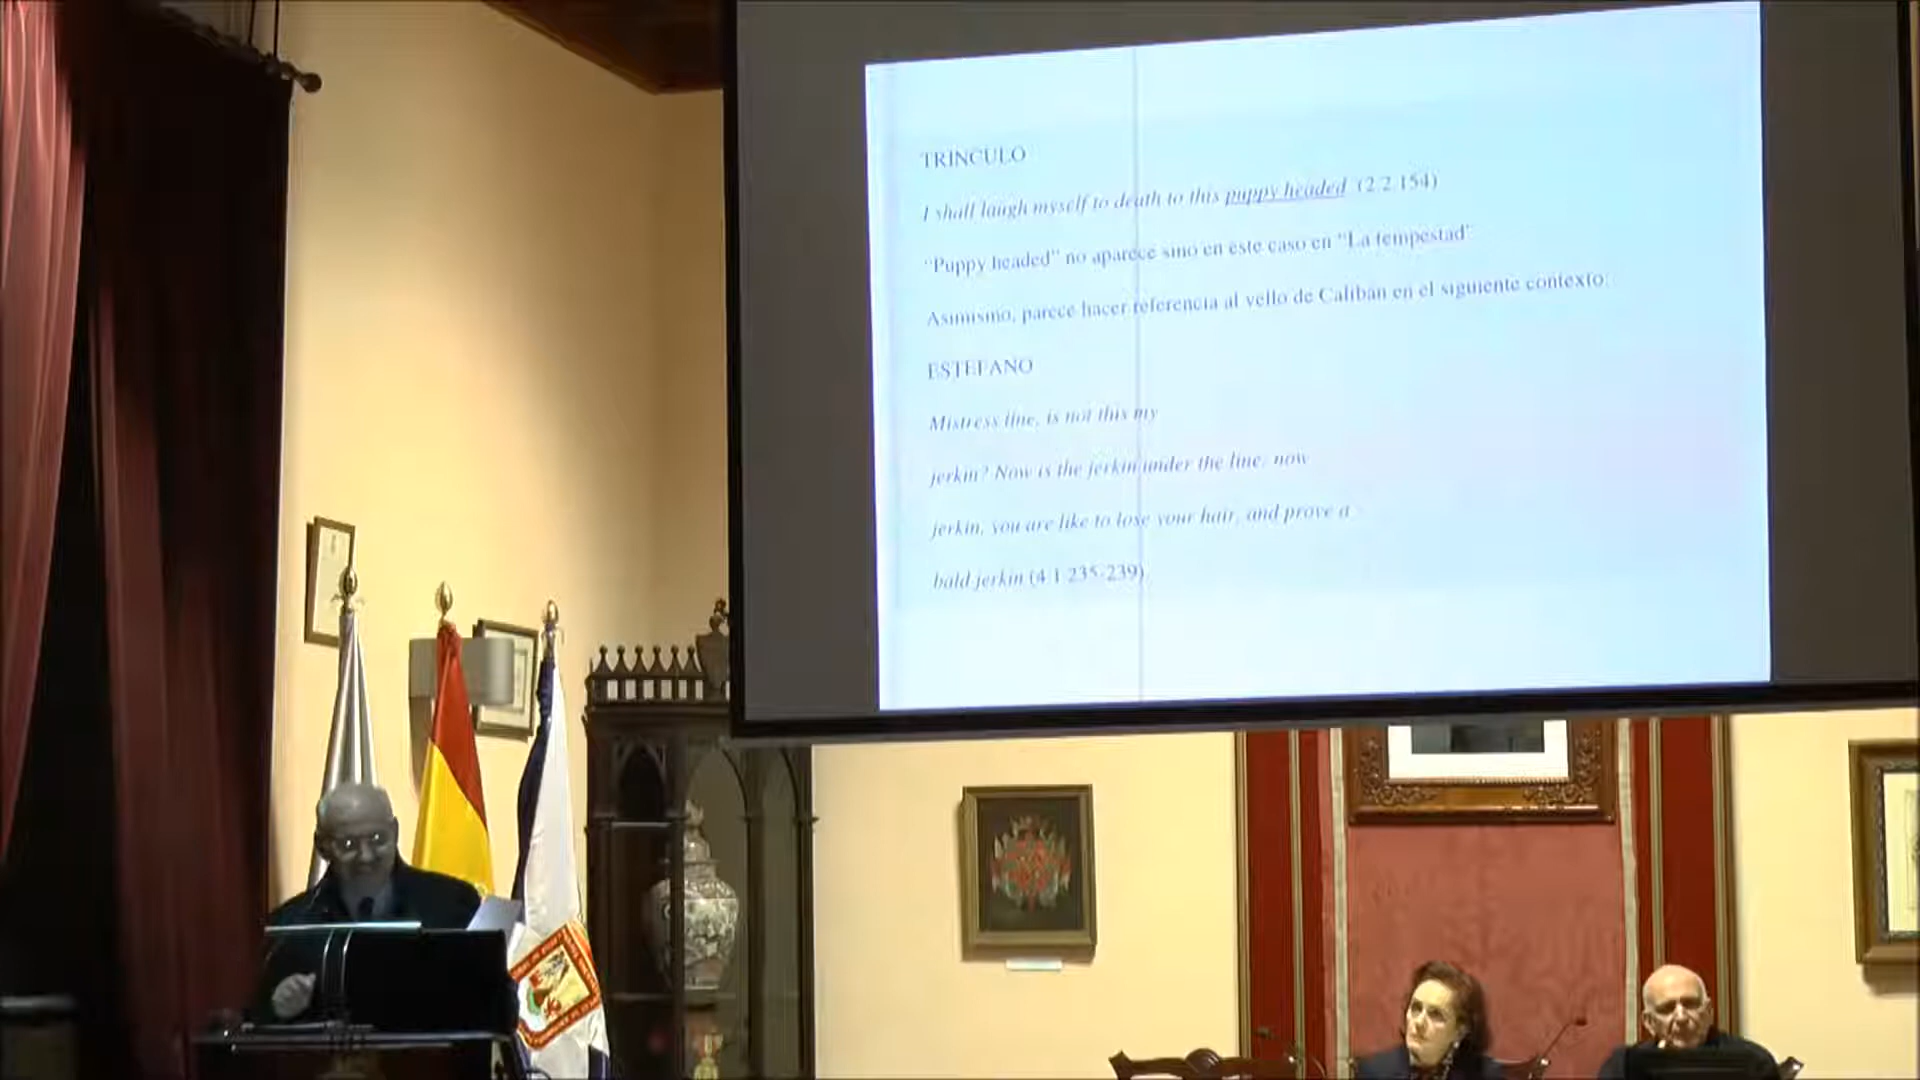 TRINCULO
I shall laugh myself to death to this puppy headed (2.2.154)
"Puppy headed" no aparece sino en este caso en "La tempestad"
Asimismo, parece hacer referencia al vello de Caliban en el siguiente contexto:
ESTEFANO
Mistress line, is not this my
jerkin? Now is the jerkin under the line: now
jerkin, you are like to lose your hair, and prove a
bald jerkin (4.1.235-239)